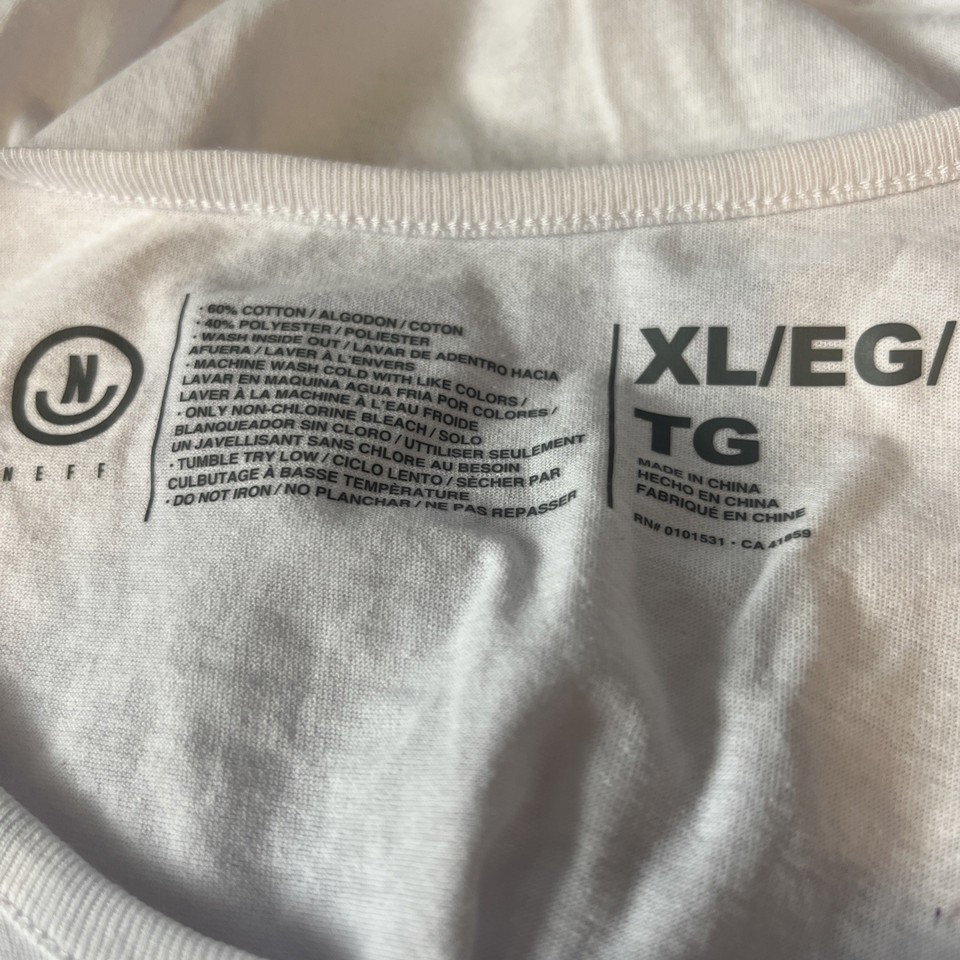 N
NEFF
· 60% COTTON / ALGODON / COTON
· 40% POLYESTER / POLIESTER
· WASH INSIDE OUT / LAVAR DE ADENTRO HACIA
AFUERA / LAVER À L'ENVERS
· MACHINE WASH COLD WITH LIKE COLORS /
LAVAR EN MAQUINA AGUA FRIA POR COLORES /
LAVER À LA MACHINE À L'EAU FROIDE
· ONLY NON-CHLORINE BLEACH / SOLO
BLANQUEADOR SIN CLORO / UTTILISER SEULEMENT
UN JAVELLISANT SANS CHLORE AU BESOIN
· TUMBLE TRY LOW / CICLO LENTO / SÈCHER PAR
CULBUTAGE À BASSE TEMPÈRATURE
· DO NOT IRON / NO PLANCHAR / NE PAS REPASSER
XL/EG/
TG
MADE IN CHINA
HECHO EN CHINA
FABRIQUÉ EN CHINE
RN# 0101531 · CA